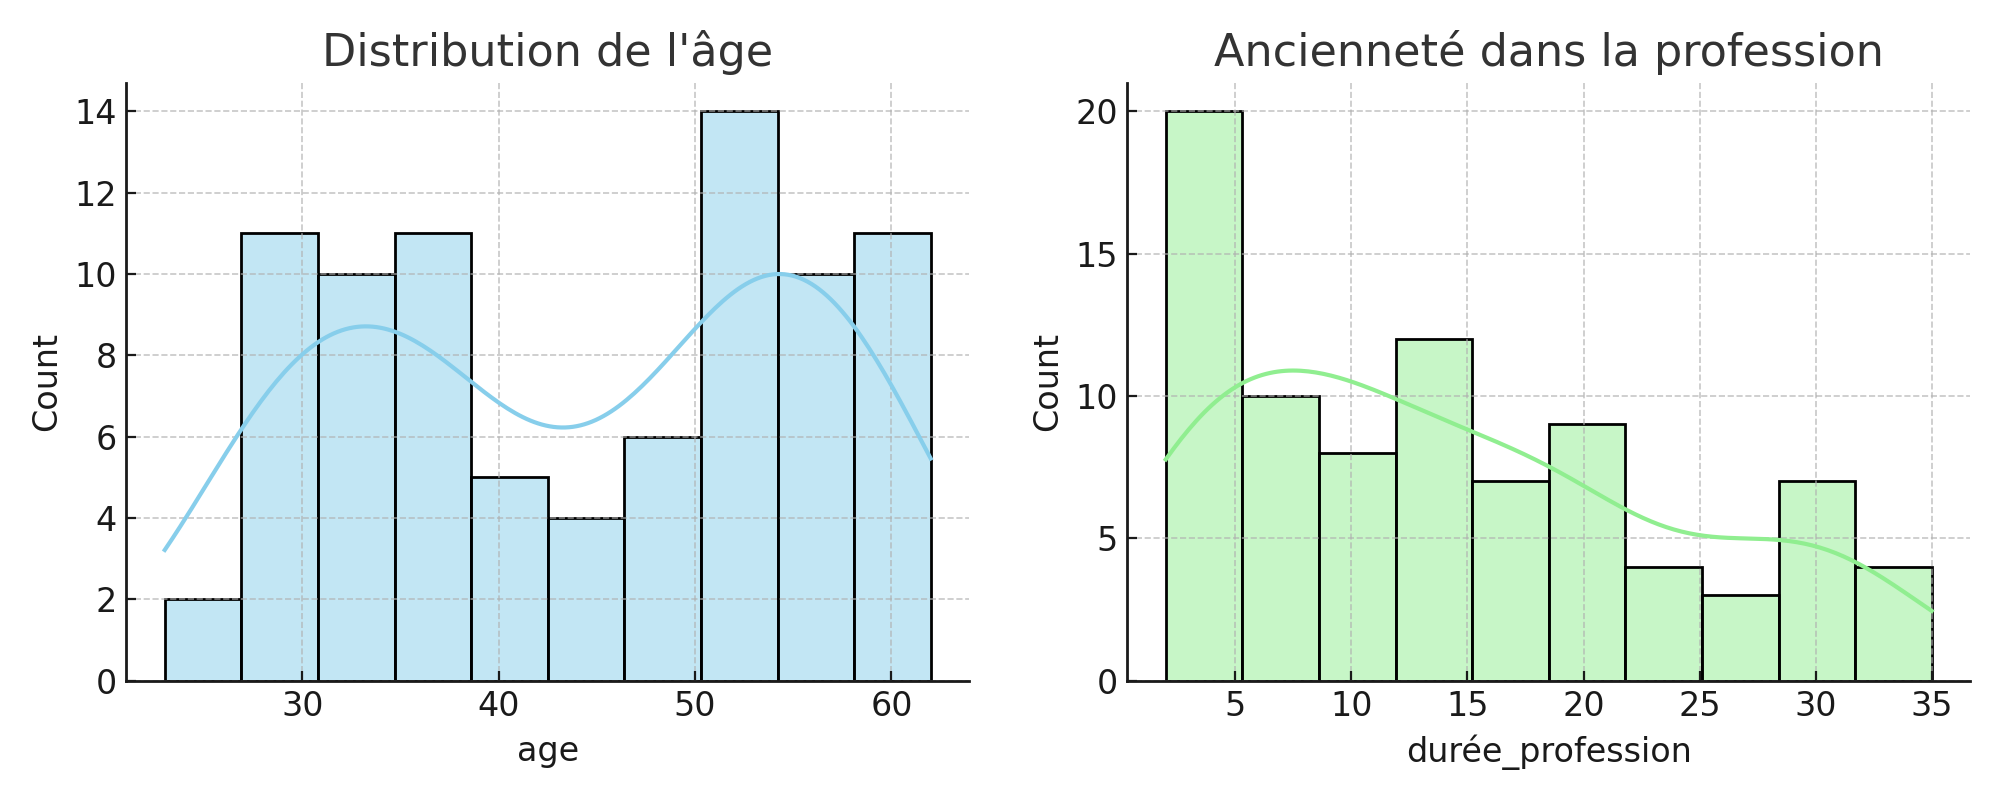 Distribution de l'âge
14
12
10
8
6
4
2
0
Count
30 40 50 60
age
Ancienneté dans la profession
20
15
10
5
0
Count
5 10 15 20 25 30 35
durée_profession